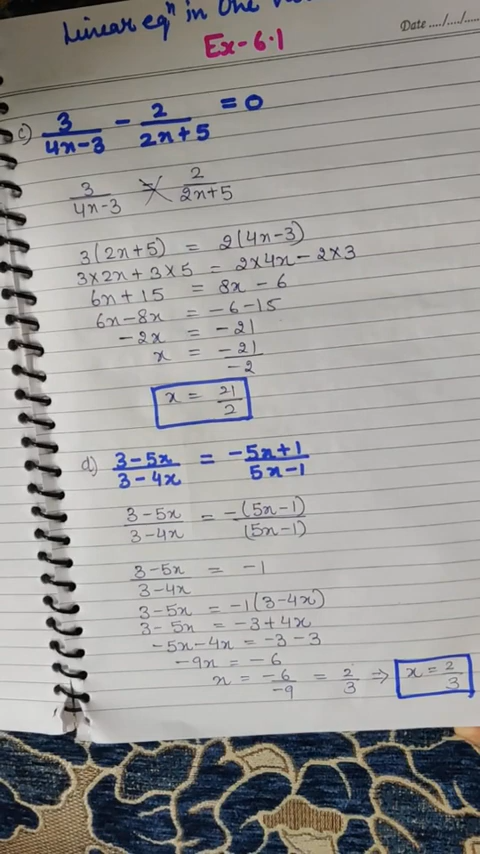 Linear eqⁿ in One
Date ..../..../....
Ex-6.1
c) 3/(4x-3) - 2/(2x+5) = 0
3/(4x-3) = 2/(2x+5)
3(2x+5) = 2(4x-3)
3×2x + 3×5 = 2×4x - 2×3
6x + 15 = 8x - 6
6x - 8x = -6 - 15
-2x = -21
x = -21/-2
x = 21/2
d) (3-5x)/(3-4x) = (-5x+1)/(5x-1)
(3-5x)/(3-4x) = -(5x-1)/(5x-1)
(3-5x)/(3-4x) = -1
3-5x = -1(3-4x)
3-5x = -3+4x
-5x-4x = -3-3
-9x = -6
x = -6/-9 = 2/3 ⇒ x = 2/3